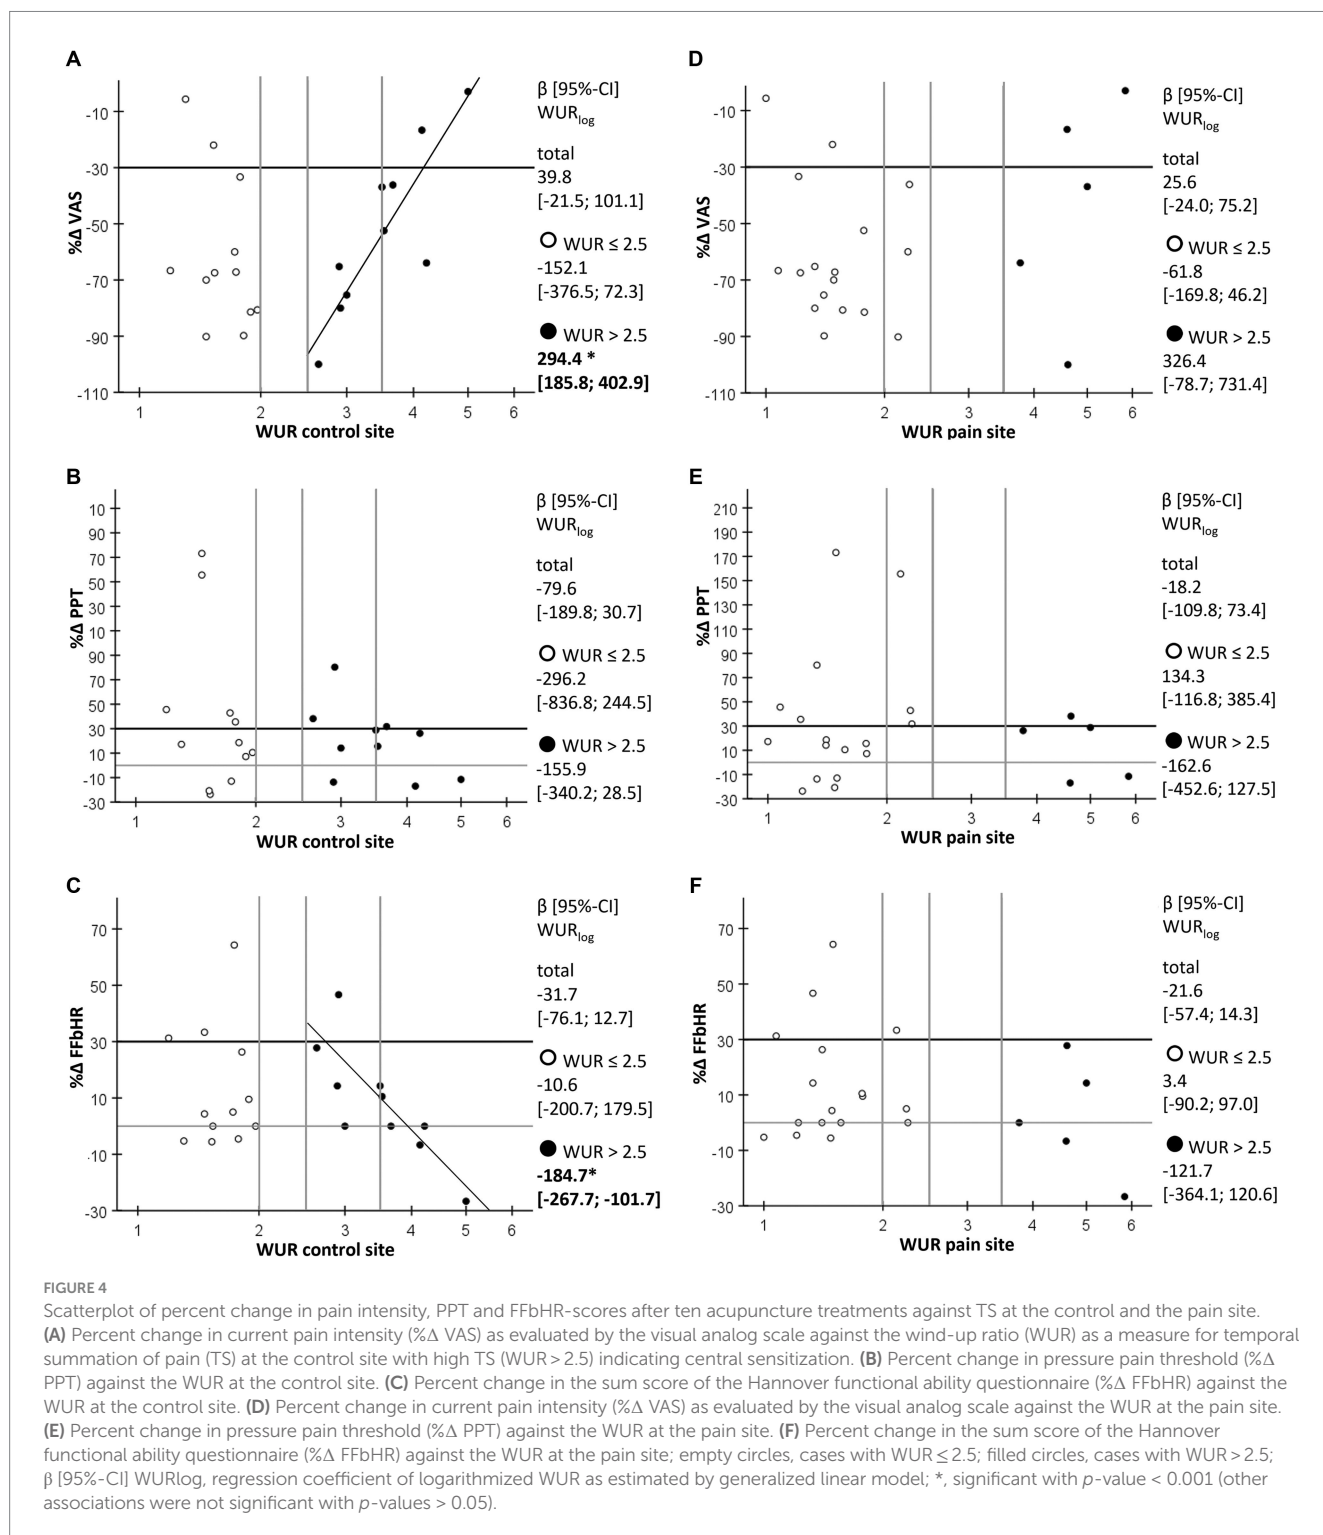 A
%Δ VAS
-10
-30
-50
-70
-90
-110
1 2 3 4 5 6
WUR control site
β [95%-CI]
WURlog
total
39.8
[-21.5; 101.1]
WUR ≤ 2.5
-152.1
[-376.5; 72.3]
WUR > 2.5
294.4 *
[185.8; 402.9]
D
%Δ VAS
-10
-30
-50
-70
-90
-110
1 2 3 4 5 6
WUR pain site
β [95%-CI]
WURlog
total
25.6
[-24.0; 75.2]
WUR ≤ 2.5
-61.8
[-169.8; 46.2]
WUR > 2.5
326.4
[-78.7; 731.4]
B
%Δ PPT
10
90
70
50
30
10
90
70
50
30
10
-10
-30
1 2 3 4 5 6
WUR control site
β [95%-CI]
WURlog
total
-79.6
[-189.8; 30.7]
WUR ≤ 2.5
-296.2
[-836.8; 244.5]
WUR > 2.5
-155.9
[-340.2; 28.5]
E
%Δ PPT
210
190
170
150
130
110
90
70
50
30
10
-10
-30
1 2 3 4 5 6
WUR pain site
β [95%-CI]
WURlog
total
-18.2
[-109.8; 73.4]
WUR ≤ 2.5
134.3
[-116.8; 385.4]
WUR > 2.5
-162.6
[-452.6; 127.5]
C
%Δ FFbHR
70
50
30
10
-10
-30
1 2 3 4 5 6
WUR control site
β [95%-CI]
WURlog
total
-31.7
[-76.1; 12.7]
WUR ≤ 2.5
-10.6
[-200.7; 179.5]
WUR > 2.5
-184.7*
[-267.7; -101.7]
F
%Δ FFbHR
70
50
30
10
-10
-30
1 2 3 4 5 6
WUR pain site
β [95%-CI]
WURlog
total
-21.6
[-57.4; 14.3]
WUR ≤ 2.5
3.4
[-90.2; 97.0]
WUR > 2.5
-121.7
[-364.1; 120.6]
FIGURE 4
Scatterplot of percent change in pain intensity, PPT and FFbHR-scores after ten acupuncture treatments against TS at the control and the pain site.
(A) Percent change in current pain intensity (%Δ VAS) as evaluated by the visual analog scale against the wind-up ratio (WUR) as a measure for temporal
summation of pain (TS) at the control site with high TS (WUR > 2.5) indicating central sensitization. (B) Percent change in pressure pain threshold (%Δ
PPT) against the WUR at the control site. (C) Percent change in the sum score of the Hannover functional ability questionnaire (%Δ FFbHR) against the
WUR at the control site. (D) Percent change in current pain intensity (%Δ VAS) as evaluated by the visual analog scale against the WUR at the pain site.
(E) Percent change in pressure pain threshold (%Δ PPT) against the WUR at the pain site. (F) Percent change in the sum score of the Hannover
functional ability questionnaire (%Δ FFbHR) against the WUR at the pain site; empty circles, cases with WUR ≤ 2.5; filled circles, cases with WUR > 2.5;
β [95%-CI] WURlog, regression coefficient of logarithmized WUR as estimated by generalized linear model; *, significant with p-value < 0.001 (other
associations were not significant with p-values > 0.05).